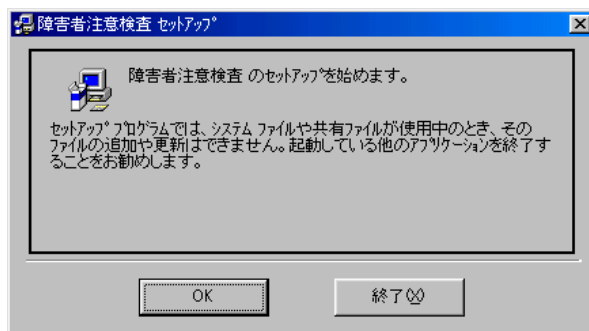 障害者注意検査 ｾｯﾄｱｯﾌﾟ
障害者注意検査 のｾｯﾄｱｯﾌﾟを始めます。
ｾｯﾄｱｯﾌﾟ ﾌﾟﾛｸﾞﾗﾑでは、ｼｽﾃﾑ ﾌｧｲﾙや共有ﾌｧｲﾙが使用中のとき、その
ﾌｧｲﾙの追加や更新はできません。起動している他のｱﾌﾟﾘｹｰｼｮﾝを終了す
ることをお勧めします。
OK
終了(X)